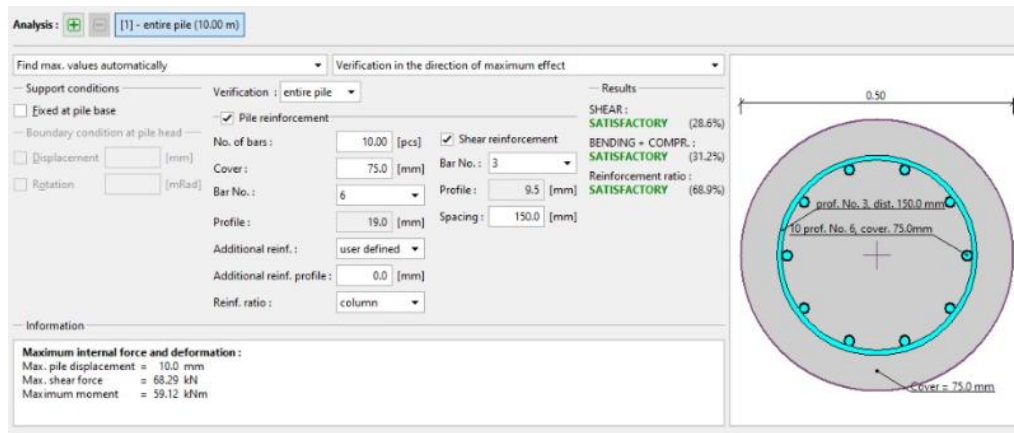 Analysis : [1] - entire pile (10.00 m)
Find max. values automatically
Verification in the direction of maximum effect
Support conditions
Fixed at pile base
Boundary condition at pile head
Displacement [mm]
Rotation [mRad]
Verification : entire pile
Pile reinforcement
No. of bars : 10.00 [pcs]
Cover : 75.0 [mm]
Bar No. : 6
Profile : 19.0 [mm]
Additional reinf. : user defined
Additional reinf. profile : 0.0 [mm]
Reinf. ratio : column
Shear reinforcement
Bar No. : 3
Profile : 9.5 [mm]
Spacing : 150.0 [mm]
Results
SHEAR :
SATISFACTORY (28.6%)
BENDING + COMPR. :
SATISFACTORY (31.2%)
Reinforcement ratio :
SATISFACTORY (68.9%)
0.50
prof. No. 3, dist. 150.0 mm
10 prof. No. 6, cover. 75.0mm
Cover = 75.0 mm
Information
Maximum internal force and deformation :
Max. pile displacement = 10.0 mm
Max. shear force = 68.29 kN
Maximum moment = 59.12 kNm